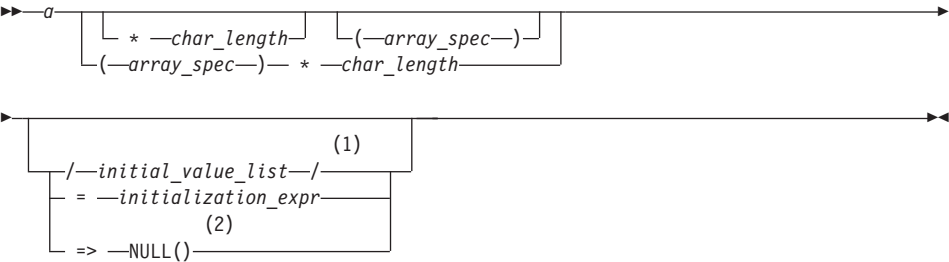 a
* char_length (array_spec)
(array_spec) * char_length
(1)
/initial_value_list/
= initialization_expr
(2)
=> NULL()